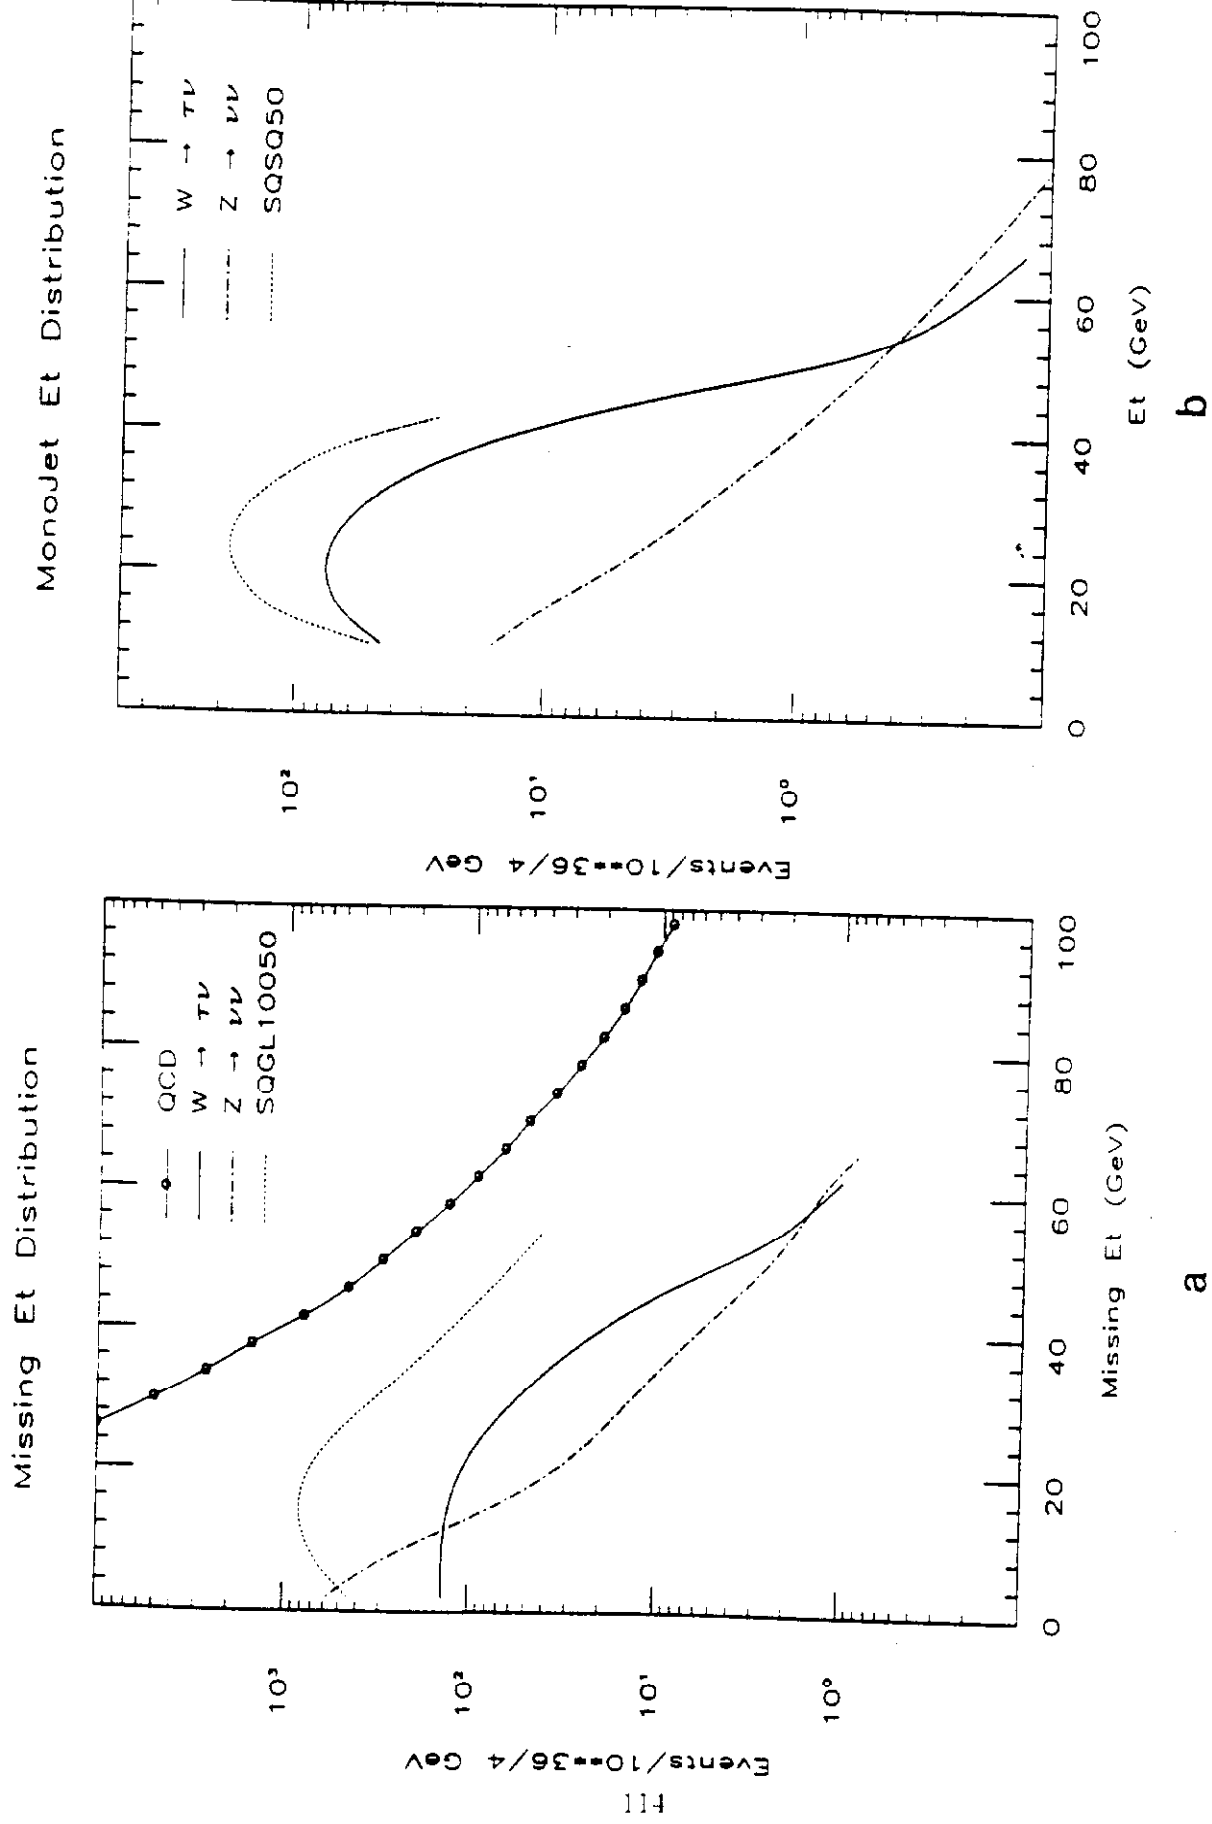 Missing Et Distribution
QCD
W → τν
Z → νν
SQGL10050
10³
10²
10¹
10⁰
Events/10**36/4 GeV
0 20 40 60 80 100
Missing Et (GeV)
a
MonoJet Et Distribution
W → τν
Z → νν
SQSQ50
10²
10¹
10⁰
Events/10**36/4 GeV
0 20 40 60 80 100
Et (GeV)
b
114